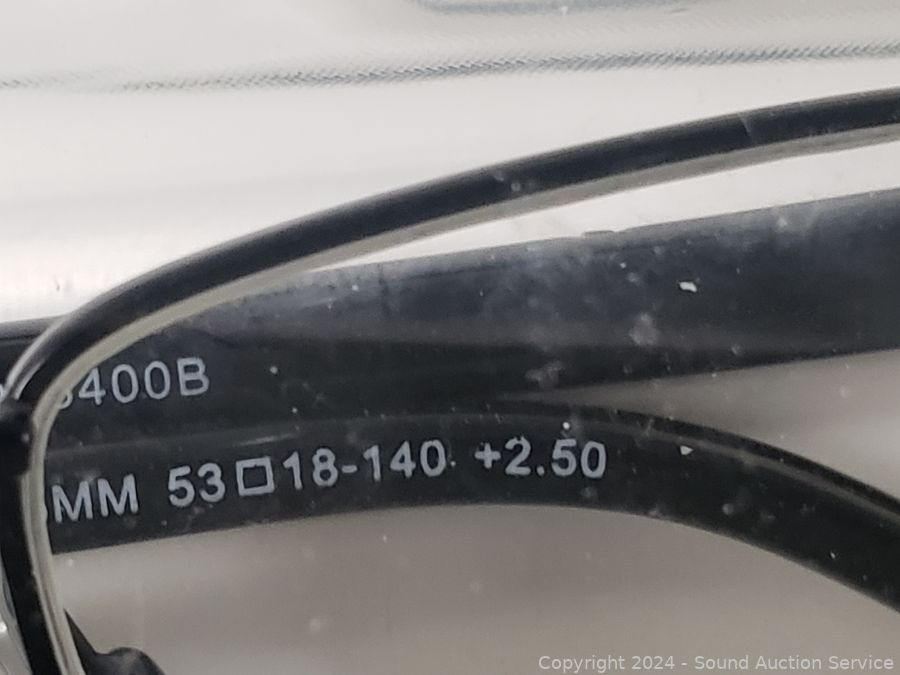 400B
MM 53□18-140 +2.50
Copyright 2024 - Sound Auction Service